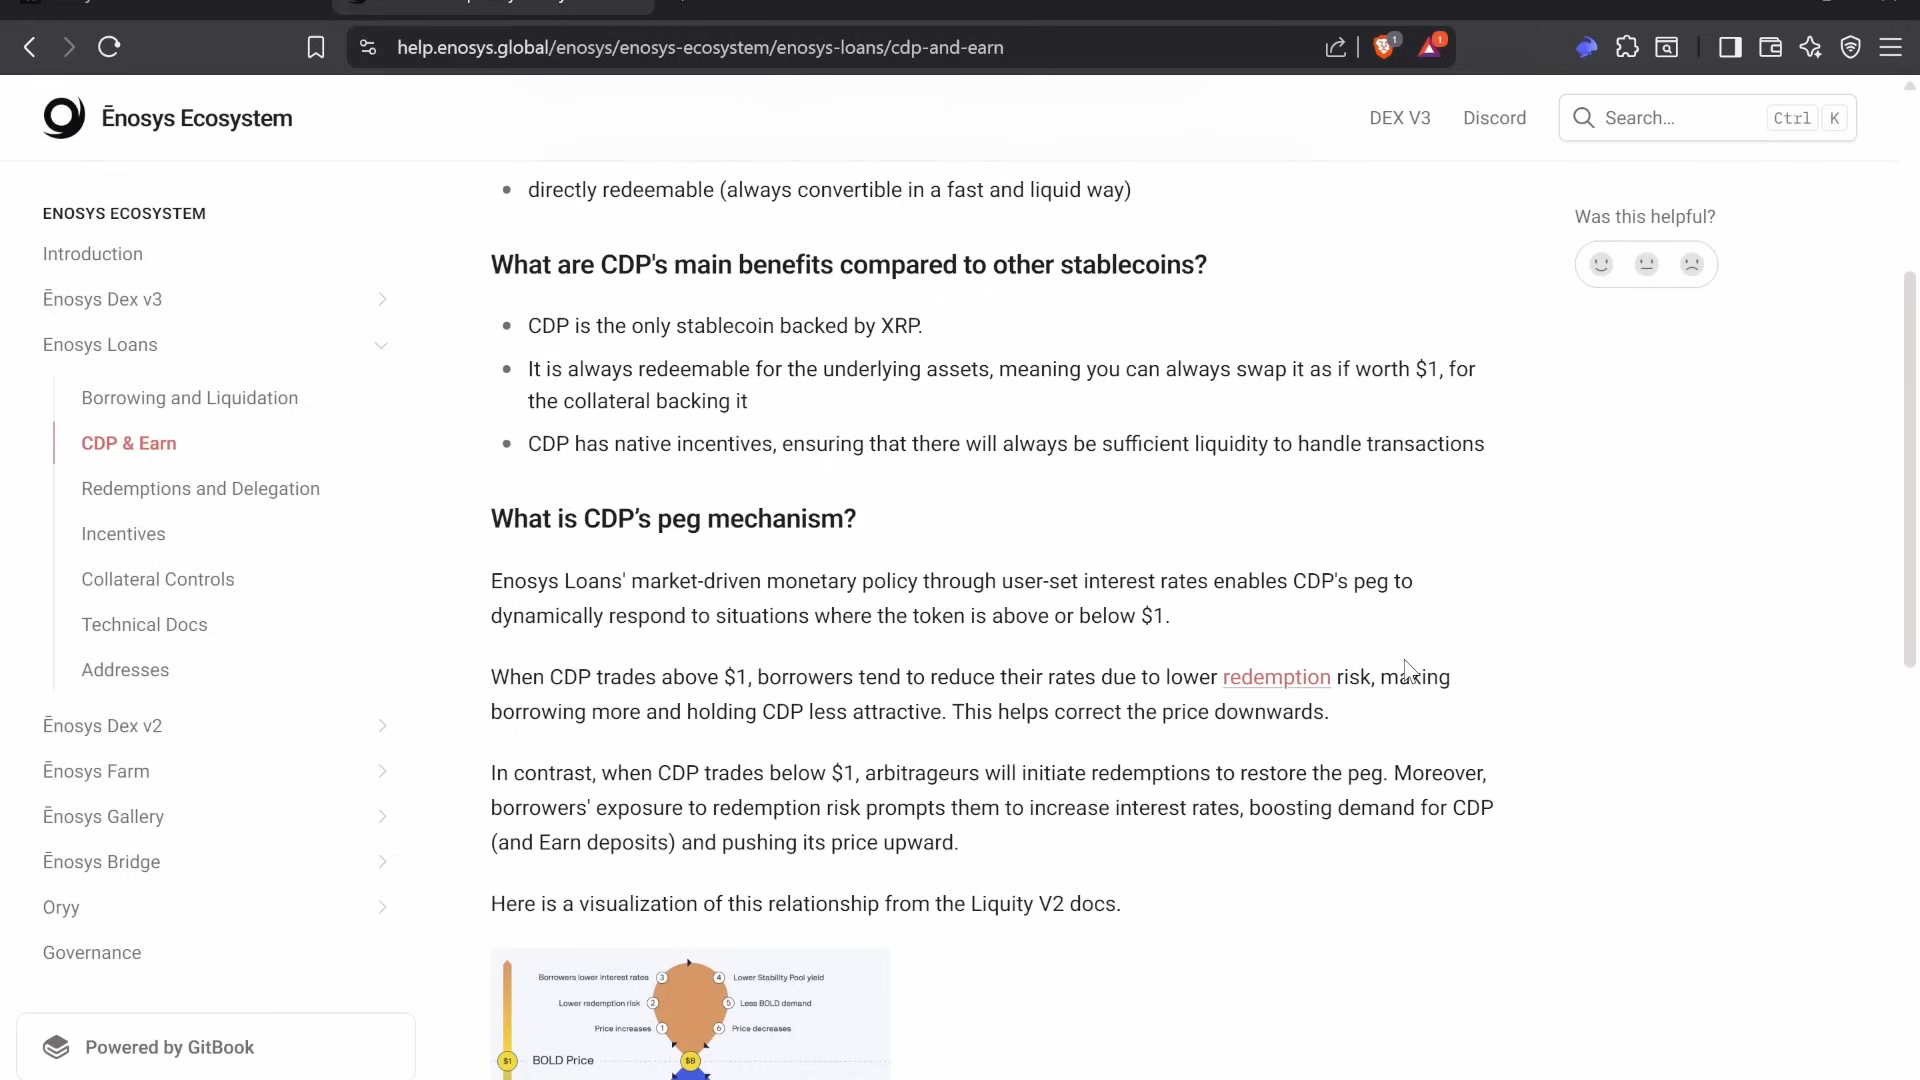 help.enosys.global/enosys/enosys-ecosystem/enosys-loans/cdp-and-earn
1
1
Ēnosys Ecosystem
DEX V3
Discord
Search...
Ctrl
K
ENOSYS ECOSYSTEM
Introduction
Ēnosys Dex v3
Enosys Loans
Borrowing and Liquidation
CDP & Earn
Redemptions and Delegation
Incentives
Collateral Controls
Technical Docs
Addresses
Ēnosys Dex v2
Ēnosys Farm
Ēnosys Gallery
Ēnosys Bridge
Oryy
Governance
Powered by GitBook
directly redeemable (always convertible in a fast and liquid way)
What are CDP's main benefits compared to other stablecoins?
CDP is the only stablecoin backed by XRP.
It is always redeemable for the underlying assets, meaning you can always swap it as if worth $1, for
the collateral backing it
CDP has native incentives, ensuring that there will always be sufficient liquidity to handle transactions
What is CDP’s peg mechanism?
Enosys Loans' market-driven monetary policy through user-set interest rates enables CDP's peg to
dynamically respond to situations where the token is above or below $1.
When CDP trades above $1, borrowers tend to reduce their rates due to lower redemption risk, making
borrowing more and holding CDP less attractive. This helps correct the price downwards.
In contrast, when CDP trades below $1, arbitrageurs will initiate redemptions to restore the peg. Moreover,
borrowers' exposure to redemption risk prompts them to increase interest rates, boosting demand for CDP
(and Earn deposits) and pushing its price upward.
Here is a visualization of this relationship from the Liquity V2 docs.
Borrowers lower interest rates 3
4 Lower Stability Pool yield
Lower redemption risk 2
5 Less BOLD demand
Price increases 1
6 Price decreases
$1 BOLD Price
$B
Was this helpful?